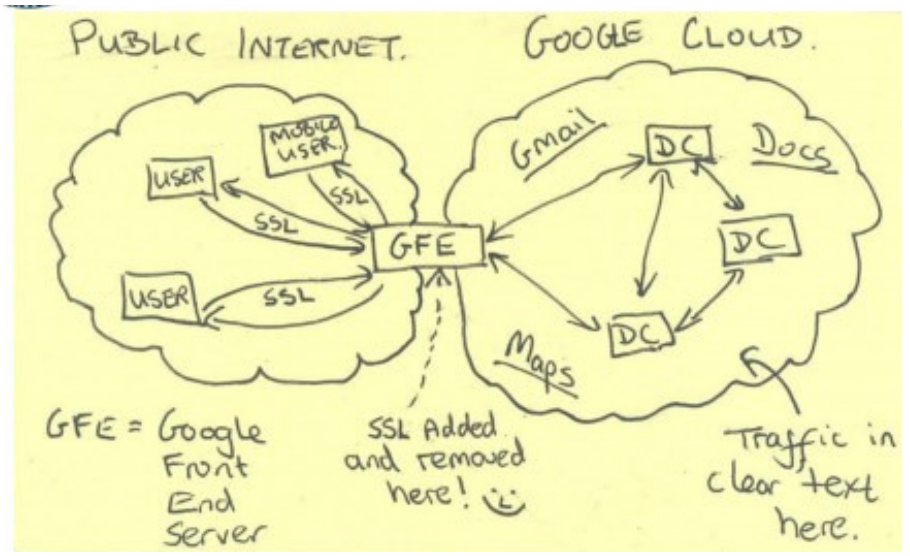 PUBLIC INTERNET.
GOOGLE CLOUD.
MOBILE
USER.
USER
SSL
SSL
USER
SSL
GFE
Gmail
DC
Docs
DC
DC
Maps
GFE = Google
Front
End
Server
SSL Added
and removed
here!
Traffic in
clear text
here.